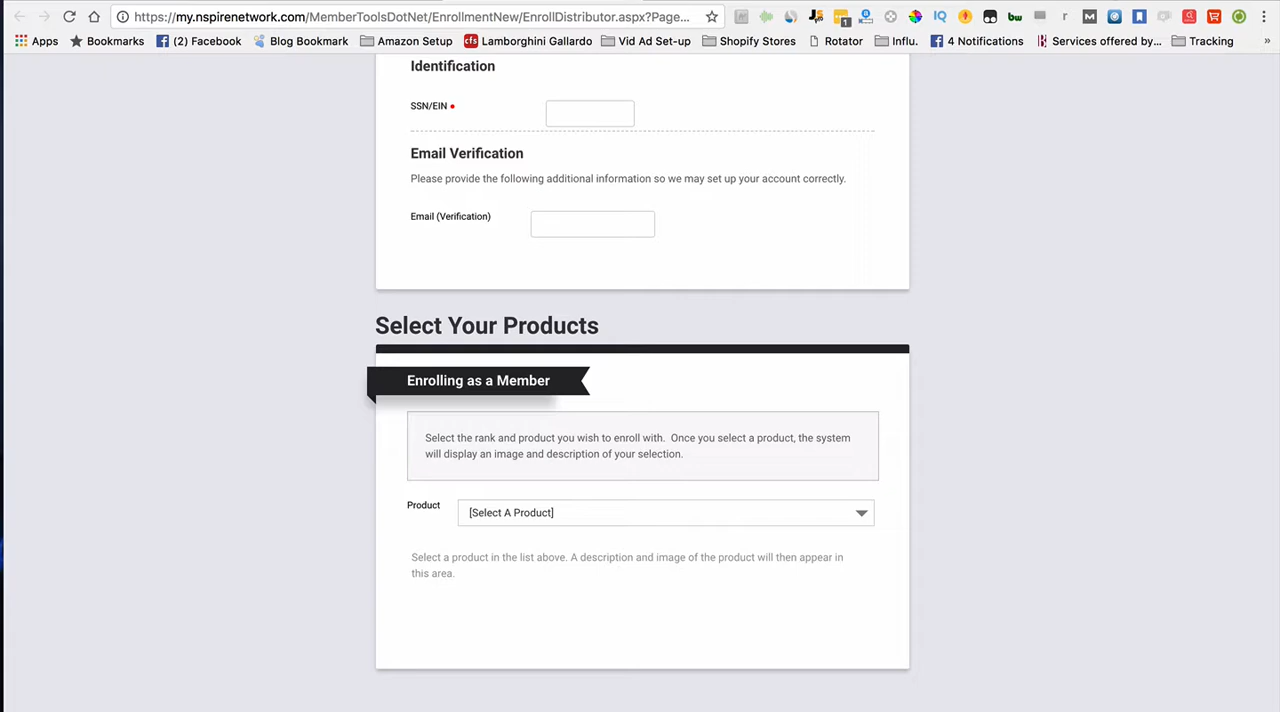 https://my.nspirenetwork.com/MemberToolsDotNet/EnrollmentNew/EnrollDistributor.aspx?Page...
Apps Bookmarks (2) Facebook Blog Bookmark Amazon Setup cfs Lamborghini Gallardo Vid Ad Set-up Shopify Stores Rotator Influ. 4 Notifications Services offered by... Tracking »
Identification
SSN/EIN
Email Verification
Please provide the following additional information so we may set up your account correctly.
Email (Verification)
Select Your Products
Enrolling as a Member
Select the rank and product you wish to enroll with. Once you select a product, the system
will display an image and description of your selection.
Product [Select A Product]
Select a product in the list above. A description and image of the product will then appear in
this area.